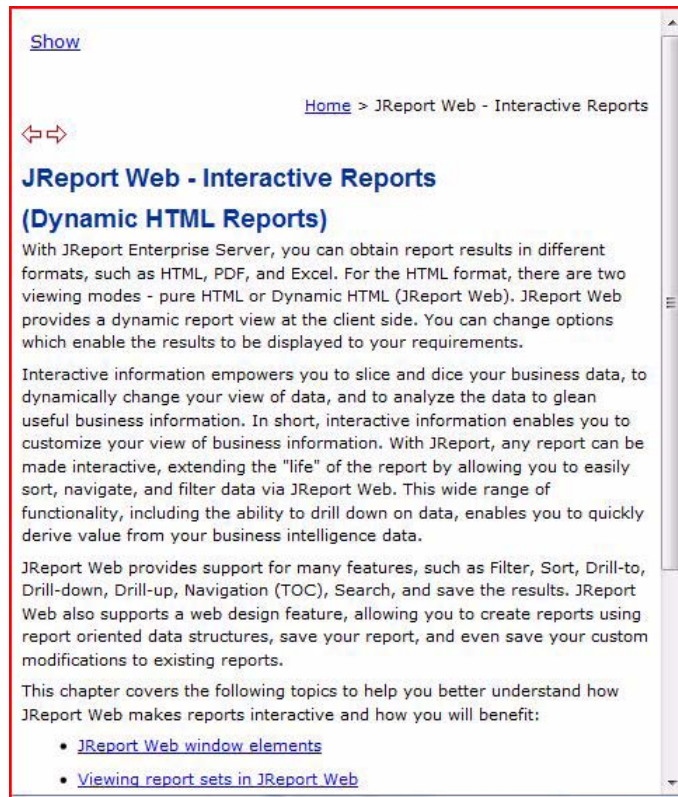 Show
Home > JReport Web - Interactive Reports
JReport Web - Interactive Reports
(Dynamic HTML Reports)
With JReport Enterprise Server, you can obtain report results in different
formats, such as HTML, PDF, and Excel. For the HTML format, there are two
viewing modes - pure HTML or Dynamic HTML (JReport Web). JReport Web
provides a dynamic report view at the client side. You can change options
which enable the results to be displayed to your requirements.
Interactive information empowers you to slice and dice your business data, to
dynamically change your view of data, and to analyze the data to glean
useful business information. In short, interactive information enables you to
customize your view of business information. With JReport, any report can be
made interactive, extending the "life" of the report by allowing you to easily
sort, navigate, and filter data via JReport Web. This wide range of
functionality, including the ability to drill down on data, enables you to quickly
derive value from your business intelligence data.
JReport Web provides support for many features, such as Filter, Sort, Drill-to,
Drill-down, Drill-up, Navigation (TOC), Search, and save the results. JReport
Web also supports a web design feature, allowing you to create reports using
report oriented data structures, save your report, and even save your custom
modifications to existing reports.
This chapter covers the following topics to help you better understand how
JReport Web makes reports interactive and how you will benefit:
• JReport Web window elements
• Viewing report sets in JReport Web